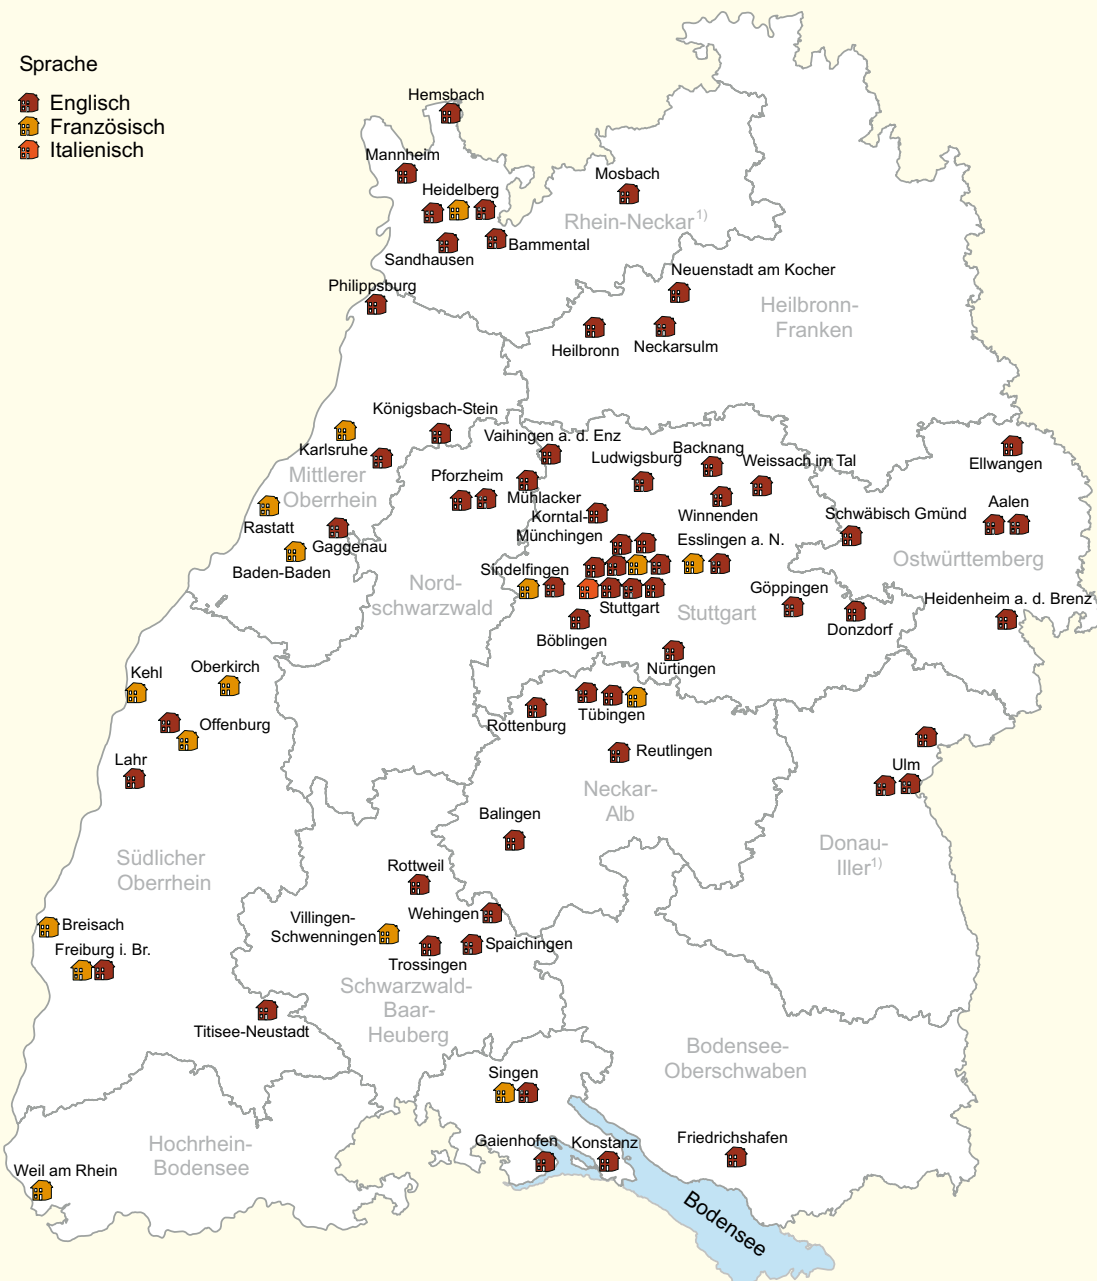 Sprache
Englisch
Französisch
Italienisch
Hemsbach
Mannheim
Heidelberg
Mosbach
Rhein-Neckar¹⁾
Bammental
Sandhausen
Philippsburg
Neuenstadt am Kocher
Heilbronn-
Franken
Heilbronn
Neckarsulm
Königsbach-Stein
Karlsruhe
Vaihingen a. d. Enz
Backnang
Ludwigsburg
Weissach im Tal
Ellwangen
Mittlerer
Oberrhein
Pforzheim
Mühlacker
Korntal-
Münchingen
Winnenden
Schwäbisch Gmünd
Aalen
Rastatt
Gaggenau
Baden-Baden
Esslingen a. N.
Ostwürttemberg
Sindelfingen
Nord-
schwarzwald
Stuttgart
Stuttgart
Göppingen
Donzdorf
Heidenheim a. d. Brenz
Böblingen
Nürtingen
Kehl
Oberkirch
Offenburg
Lahr
Rottenburg
Tübingen
Reutlingen
Neckar-
Alb
Ulm
Balingen
Donau-
Iller¹⁾
Südlicher
Oberrhein
Rottweil
Wehingen
Villingen-
Schwenningen
Trossingen
Spaichingen
Breisach
Freiburg i. Br.
Schwarzwald-
Baar-
Heuberg
Titisee-Neustadt
Bodensee-
Oberschwaben
Singen
Gaienhofen
Konstanz
Friedrichshafen
Hochrhein-
Bodensee
Weil am Rhein
Bodensee